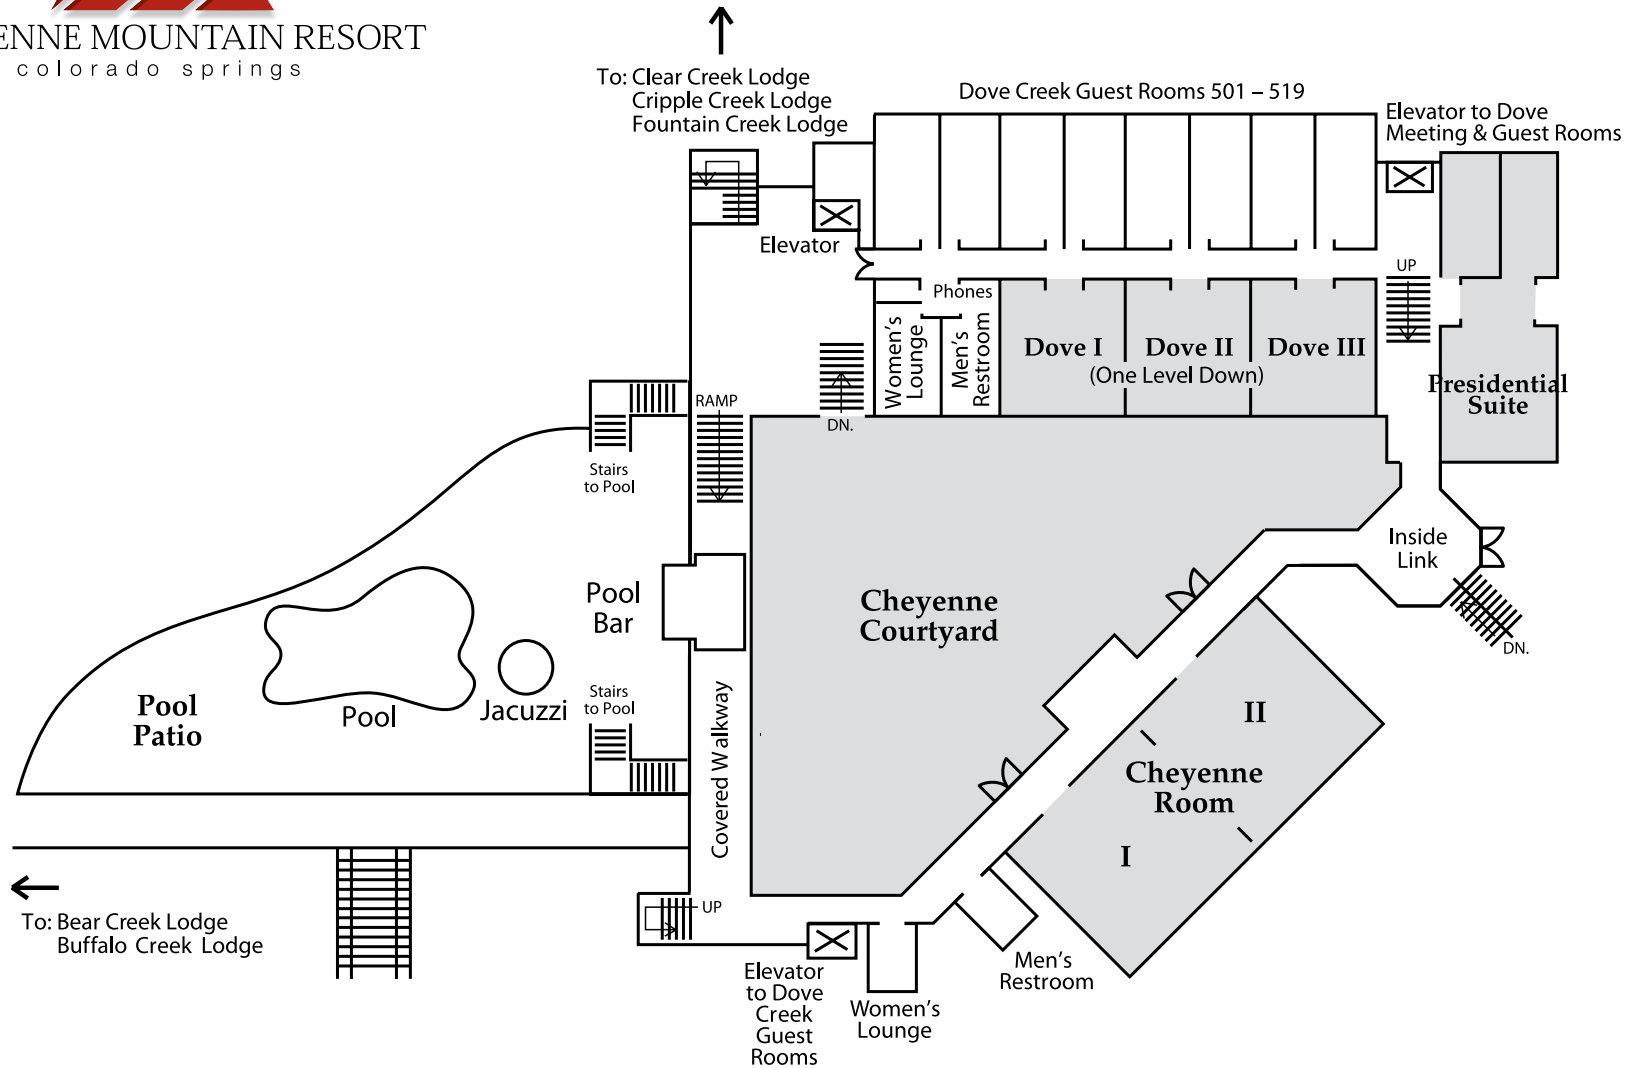 ENNE MOUNTAIN RESORT
colorado springs
To: Clear Creek Lodge
Cripple Creek Lodge
Fountain Creek Lodge
Dove Creek Guest Rooms 501 – 519
Elevator to Dove
Meeting & Guest Rooms
Elevator
UP
Phones
Women's
Lounge
Men's
Restroom
Dove I
Dove II
Dove III
(One Level Down)
Presidential
Suite
RAMP
DN.
Stairs
to Pool
Inside
Link
Pool
Bar
Cheyenne
Courtyard
DN.
Pool
Patio
Pool
Jacuzzi
Stairs
to Pool
Covered Walkway
II
Cheyenne
Room
I
To: Bear Creek Lodge
Buffalo Creek Lodge
UP
Elevator
to Dove
Creek
Guest
Rooms
Women's
Lounge
Men's
Restroom